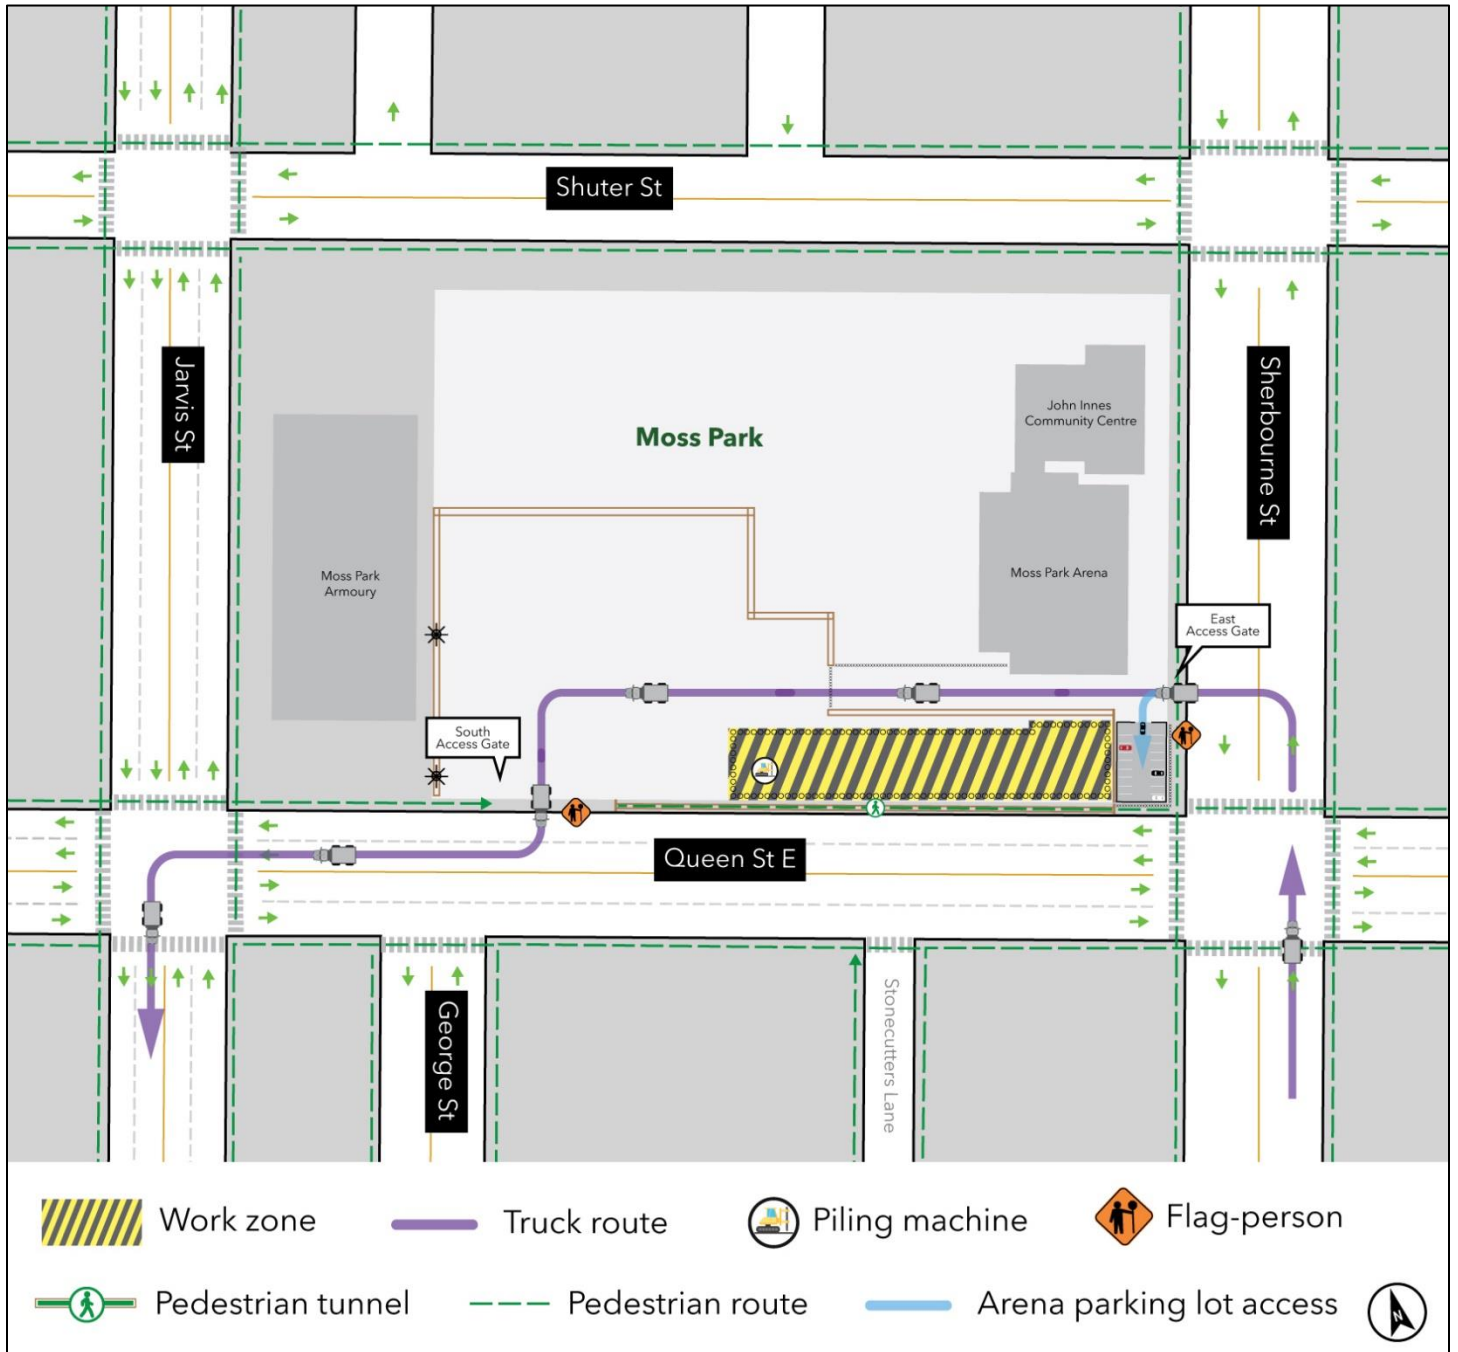 Shuter St
Jarvis St
Sherbourne St
John Innes
Community Centre
Moss Park
Moss Park Arena
Moss Park
Armoury
East
Access Gate
South
Access Gate
Queen St E
George St
Stonecutters Lane
Work zone
Truck route
Piling machine
Flag-person
Pedestrian tunnel
Pedestrian route
Arena parking lot access
N